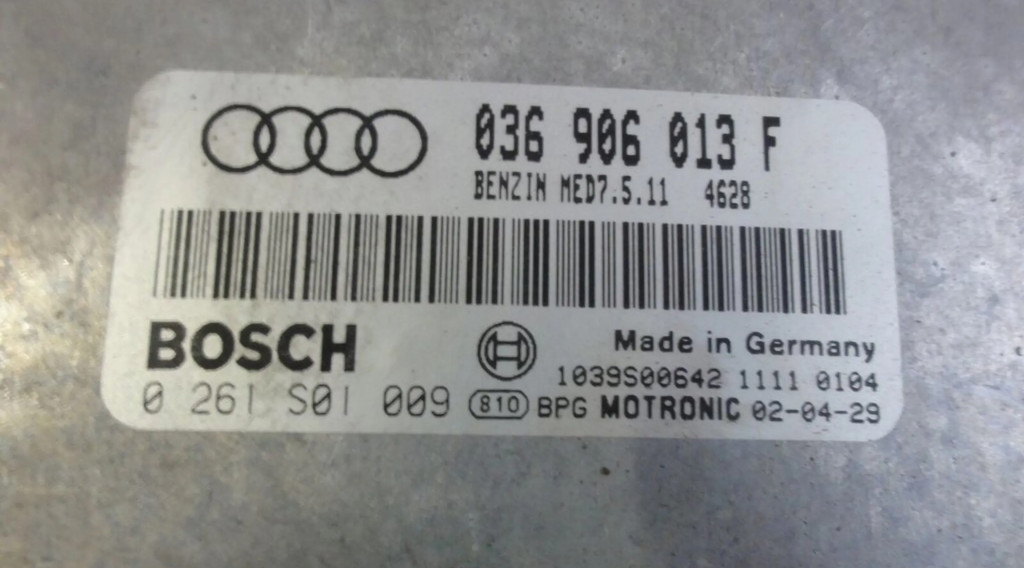 036 906 013 F
BENZIN MED7.5.11 4628
BOSCH
Made in Germany
1039S00642 1111 0104
0 261 S01 009 810 BPG MOTRONIC 02-04-29